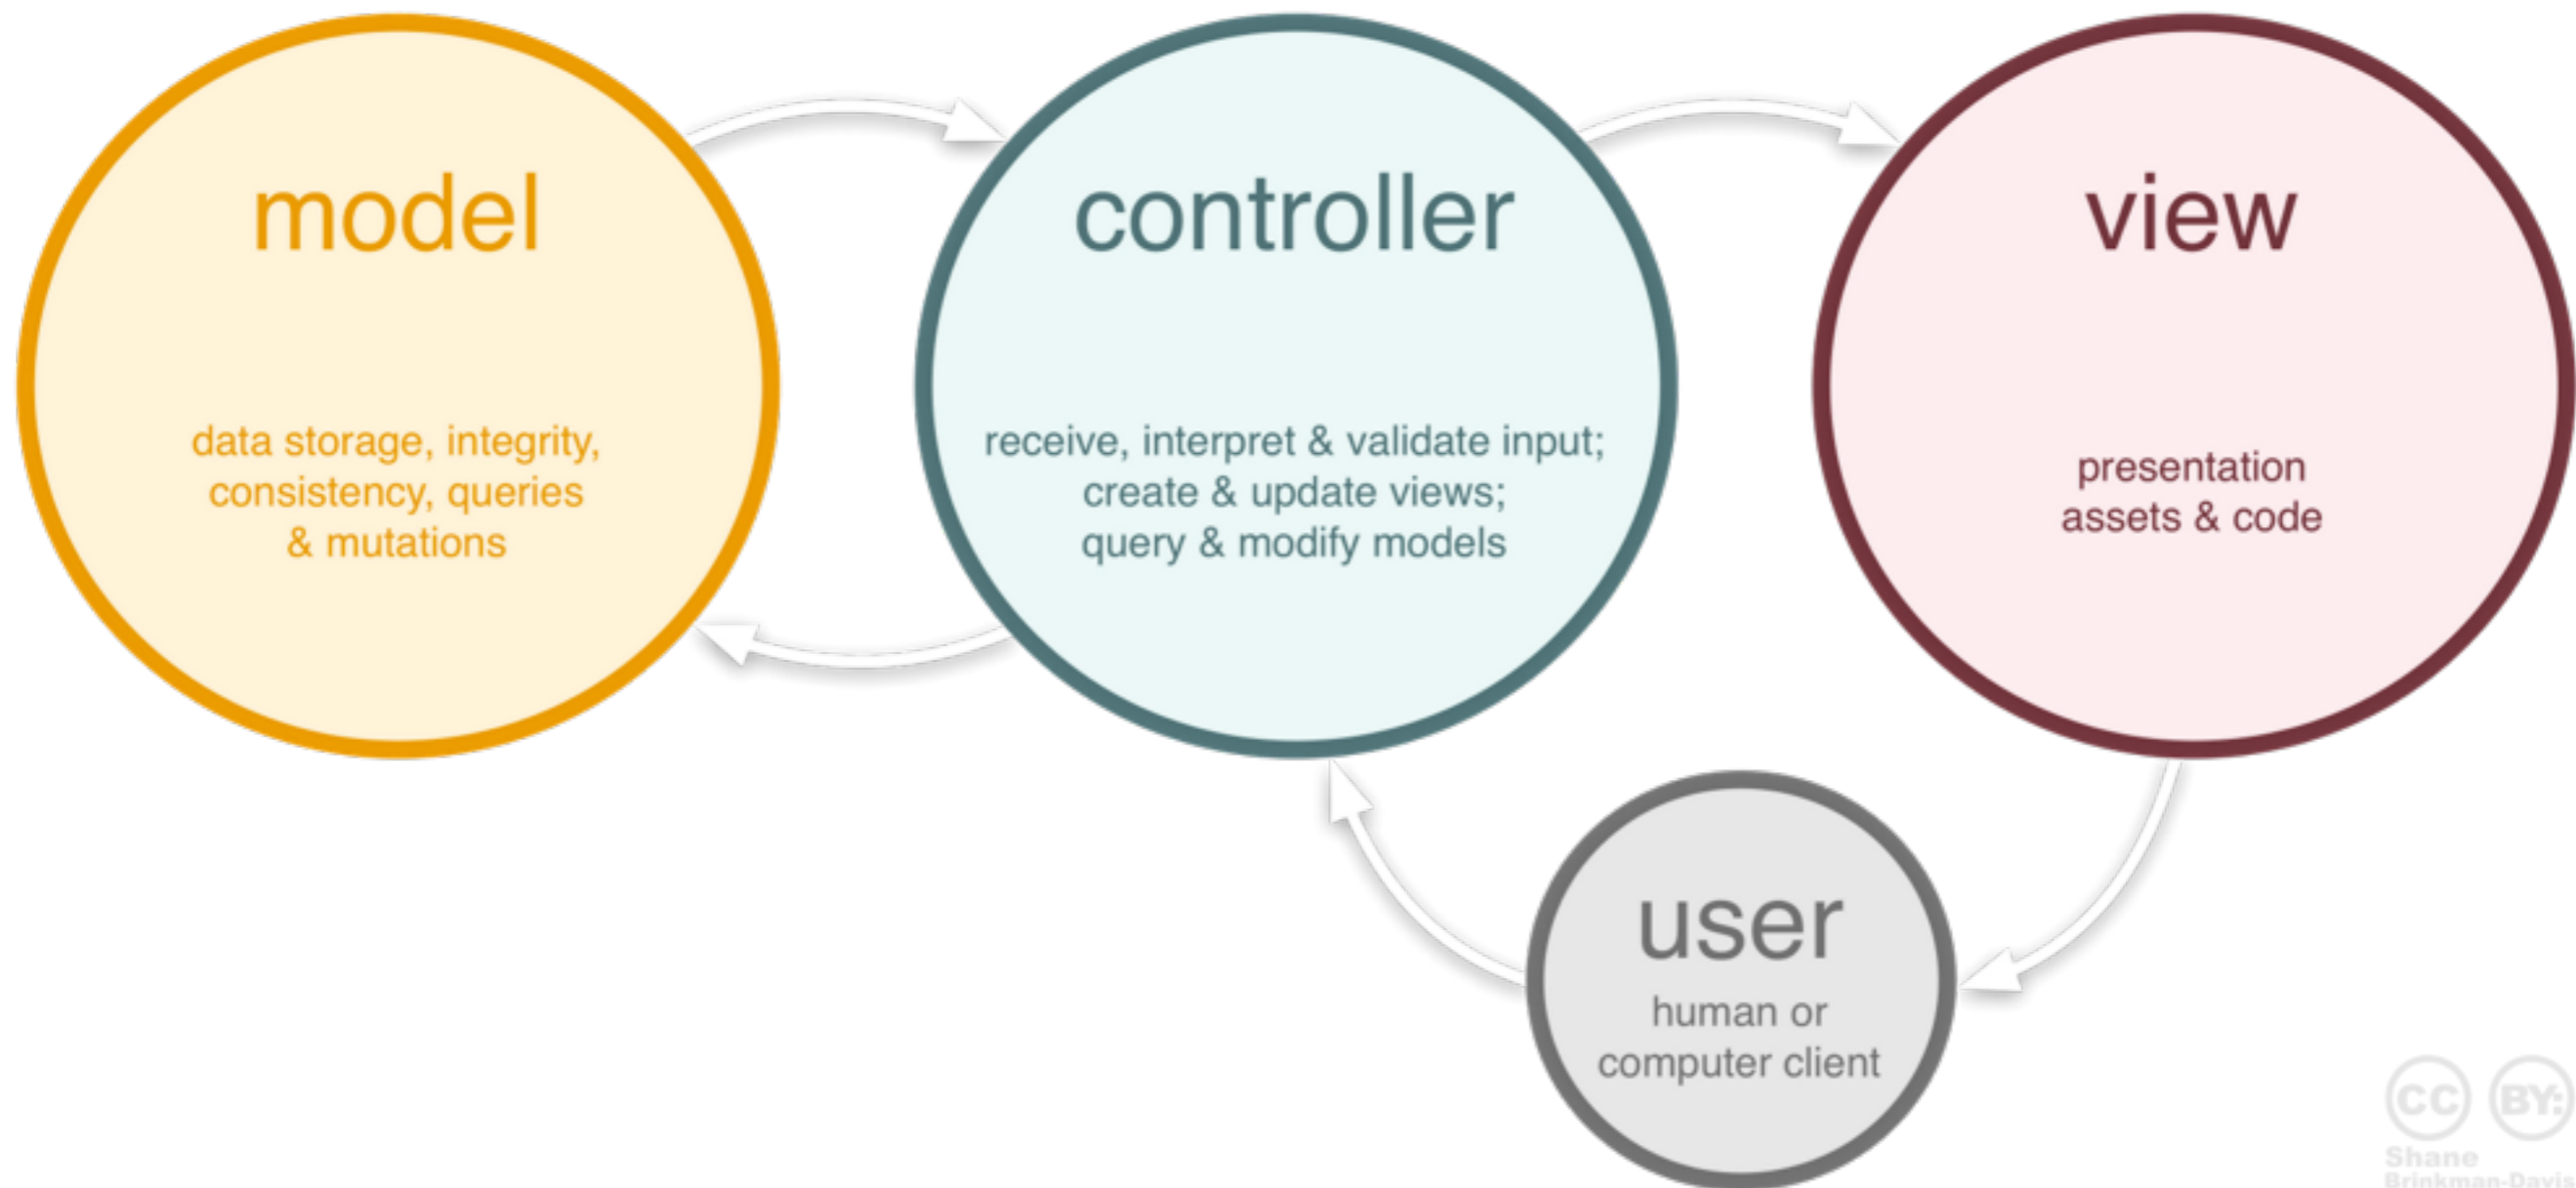 model
data storage, integrity,
consistency, queries
& mutations
controller
receive, interpret & validate input;
create & update views;
query & modify models
view
presentation
assets & code
user
human or
computer client
CC BY:
Shane
Brinkman-Davis